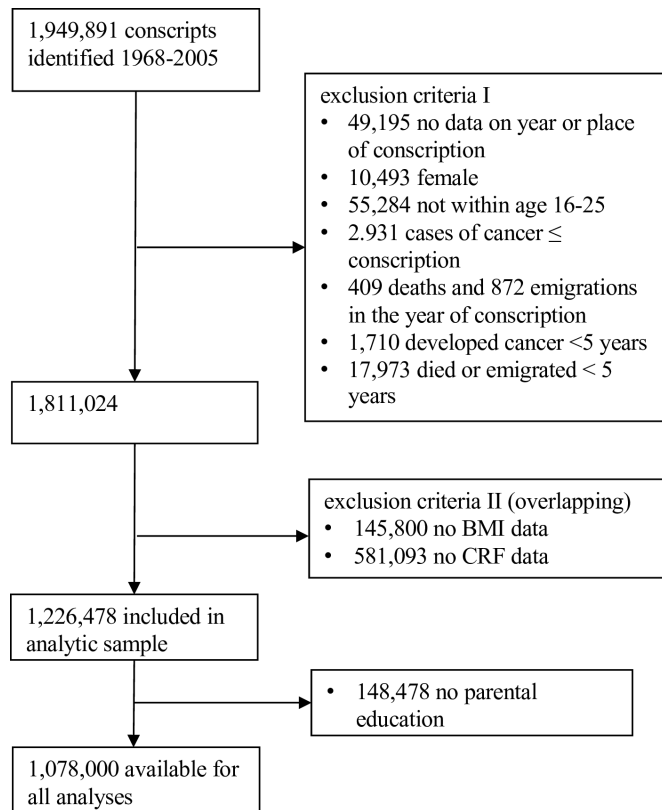 1,949,891 conscripts
identified 1968-2005
exclusion criteria I
• 49,195 no data on year or place
of conscription
• 10,493 female
• 55,284 not within age 16-25
• 2.931 cases of cancer ≤
conscription
• 409 deaths and 872 emigrations
in the year of conscription
• 1,710 developed cancer <5 years
• 17,973 died or emigrated < 5
years
1,811,024
exclusion criteria II (overlapping)
• 145,800 no BMI data
• 581,093 no CRF data
1,226,478 included in
analytic sample
• 148,478 no parental
education
1,078,000 available for
all analyses